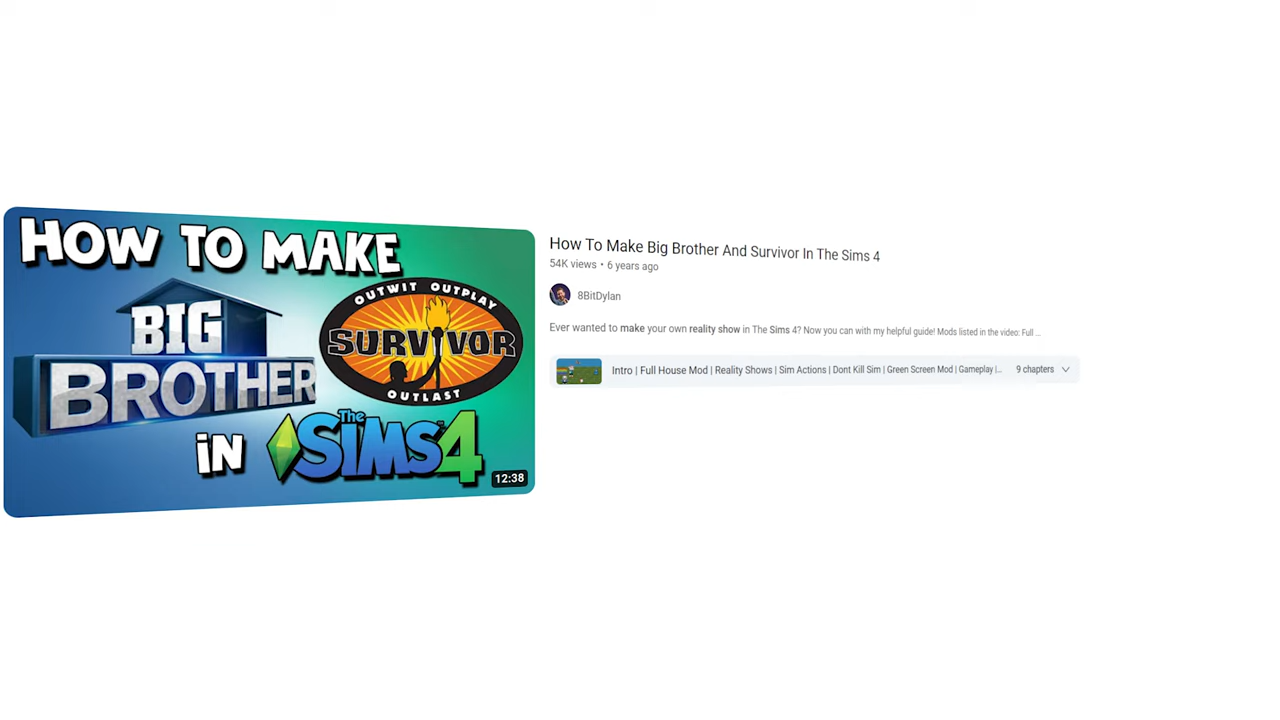 HOW TO MAKE
BIG
BROTHER
OUTWIT OUTPLAY
SURVIVOR
OUTLAST
iN
The SiMS 4
12:38
How To Make Big Brother And Survivor In The Sims 4
54K views • 6 years ago
8BitDylan
Ever wanted to make your own reality show in The Sims 4? Now you can with my helpful guide! Mods listed in the video: Full ...
Intro | Full House Mod | Reality Shows | Sim Actions | Dont Kill Sim | Green Screen Mod | Gameplay |...
9 chapters